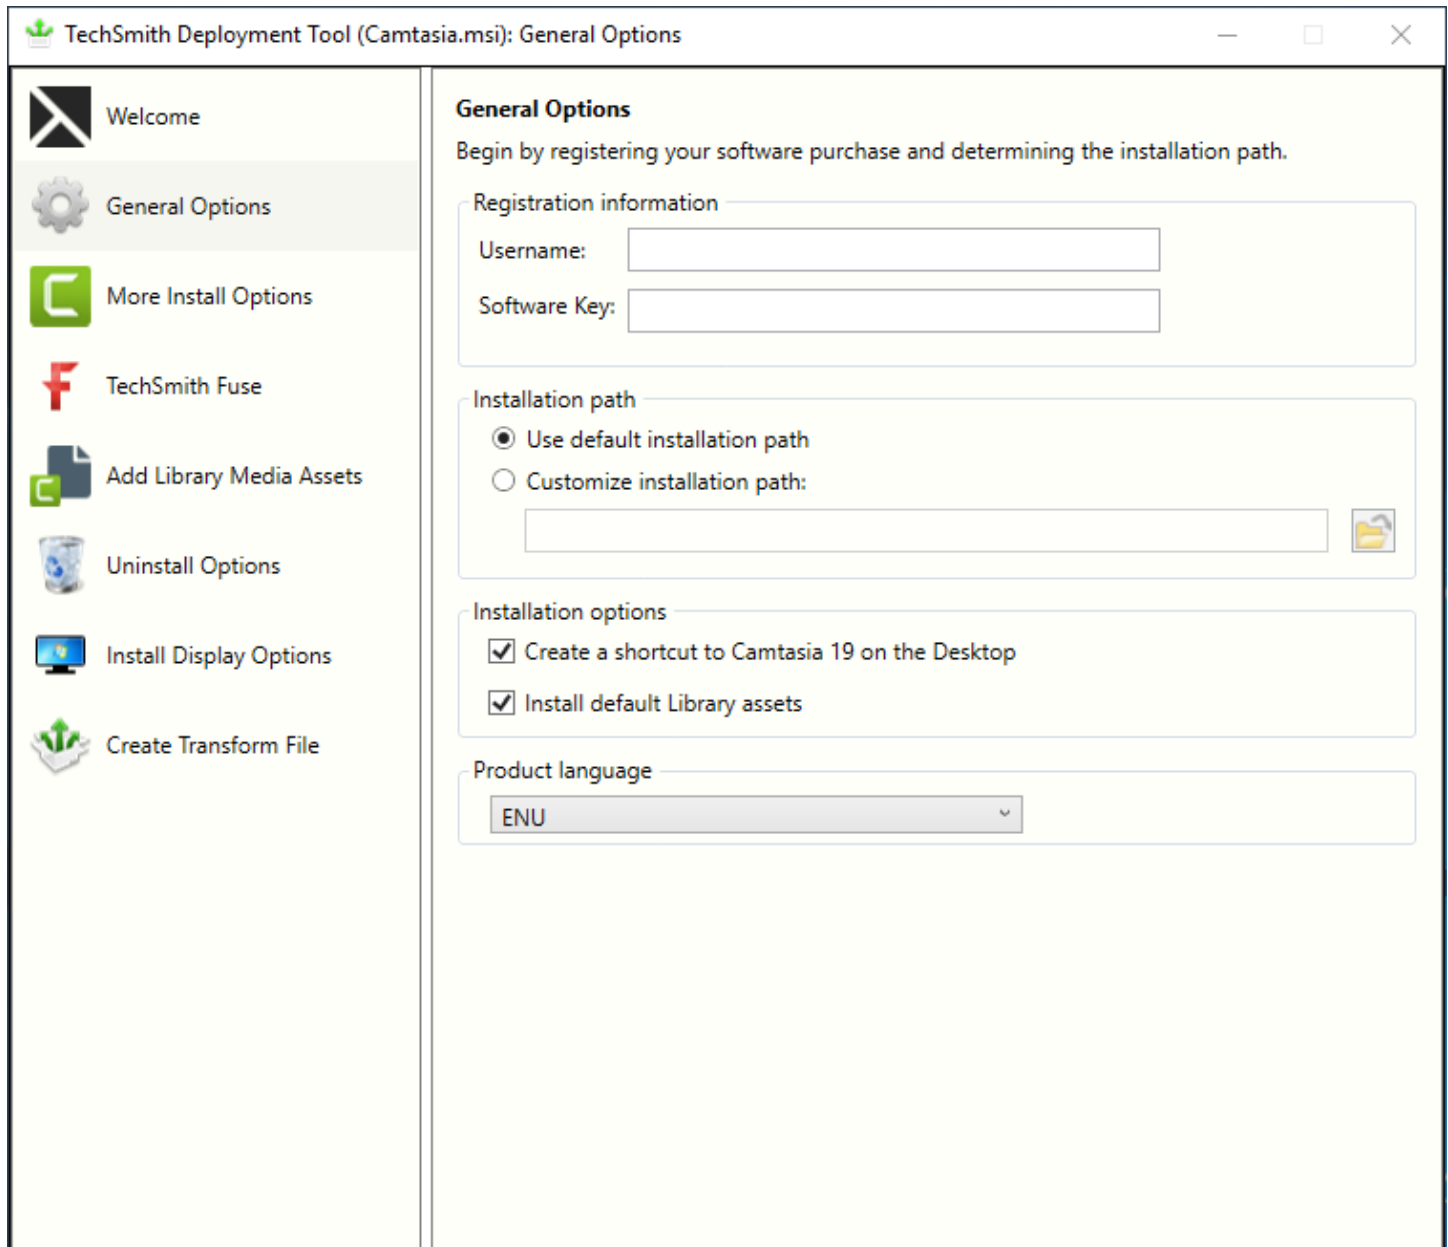 TechSmith Deployment Tool (Camtasia.msi): General Options
Welcome
General Options
More Install Options
TechSmith Fuse
Add Library Media Assets
Uninstall Options
Install Display Options
Create Transform File
General Options
Begin by registering your software purchase and determining the installation path.
Registration information
Username:
Software Key:
Installation path
Use default installation path
Customize installation path:
Installation options
Create a shortcut to Camtasia 19 on the Desktop
Install default Library assets
Product language
ENU